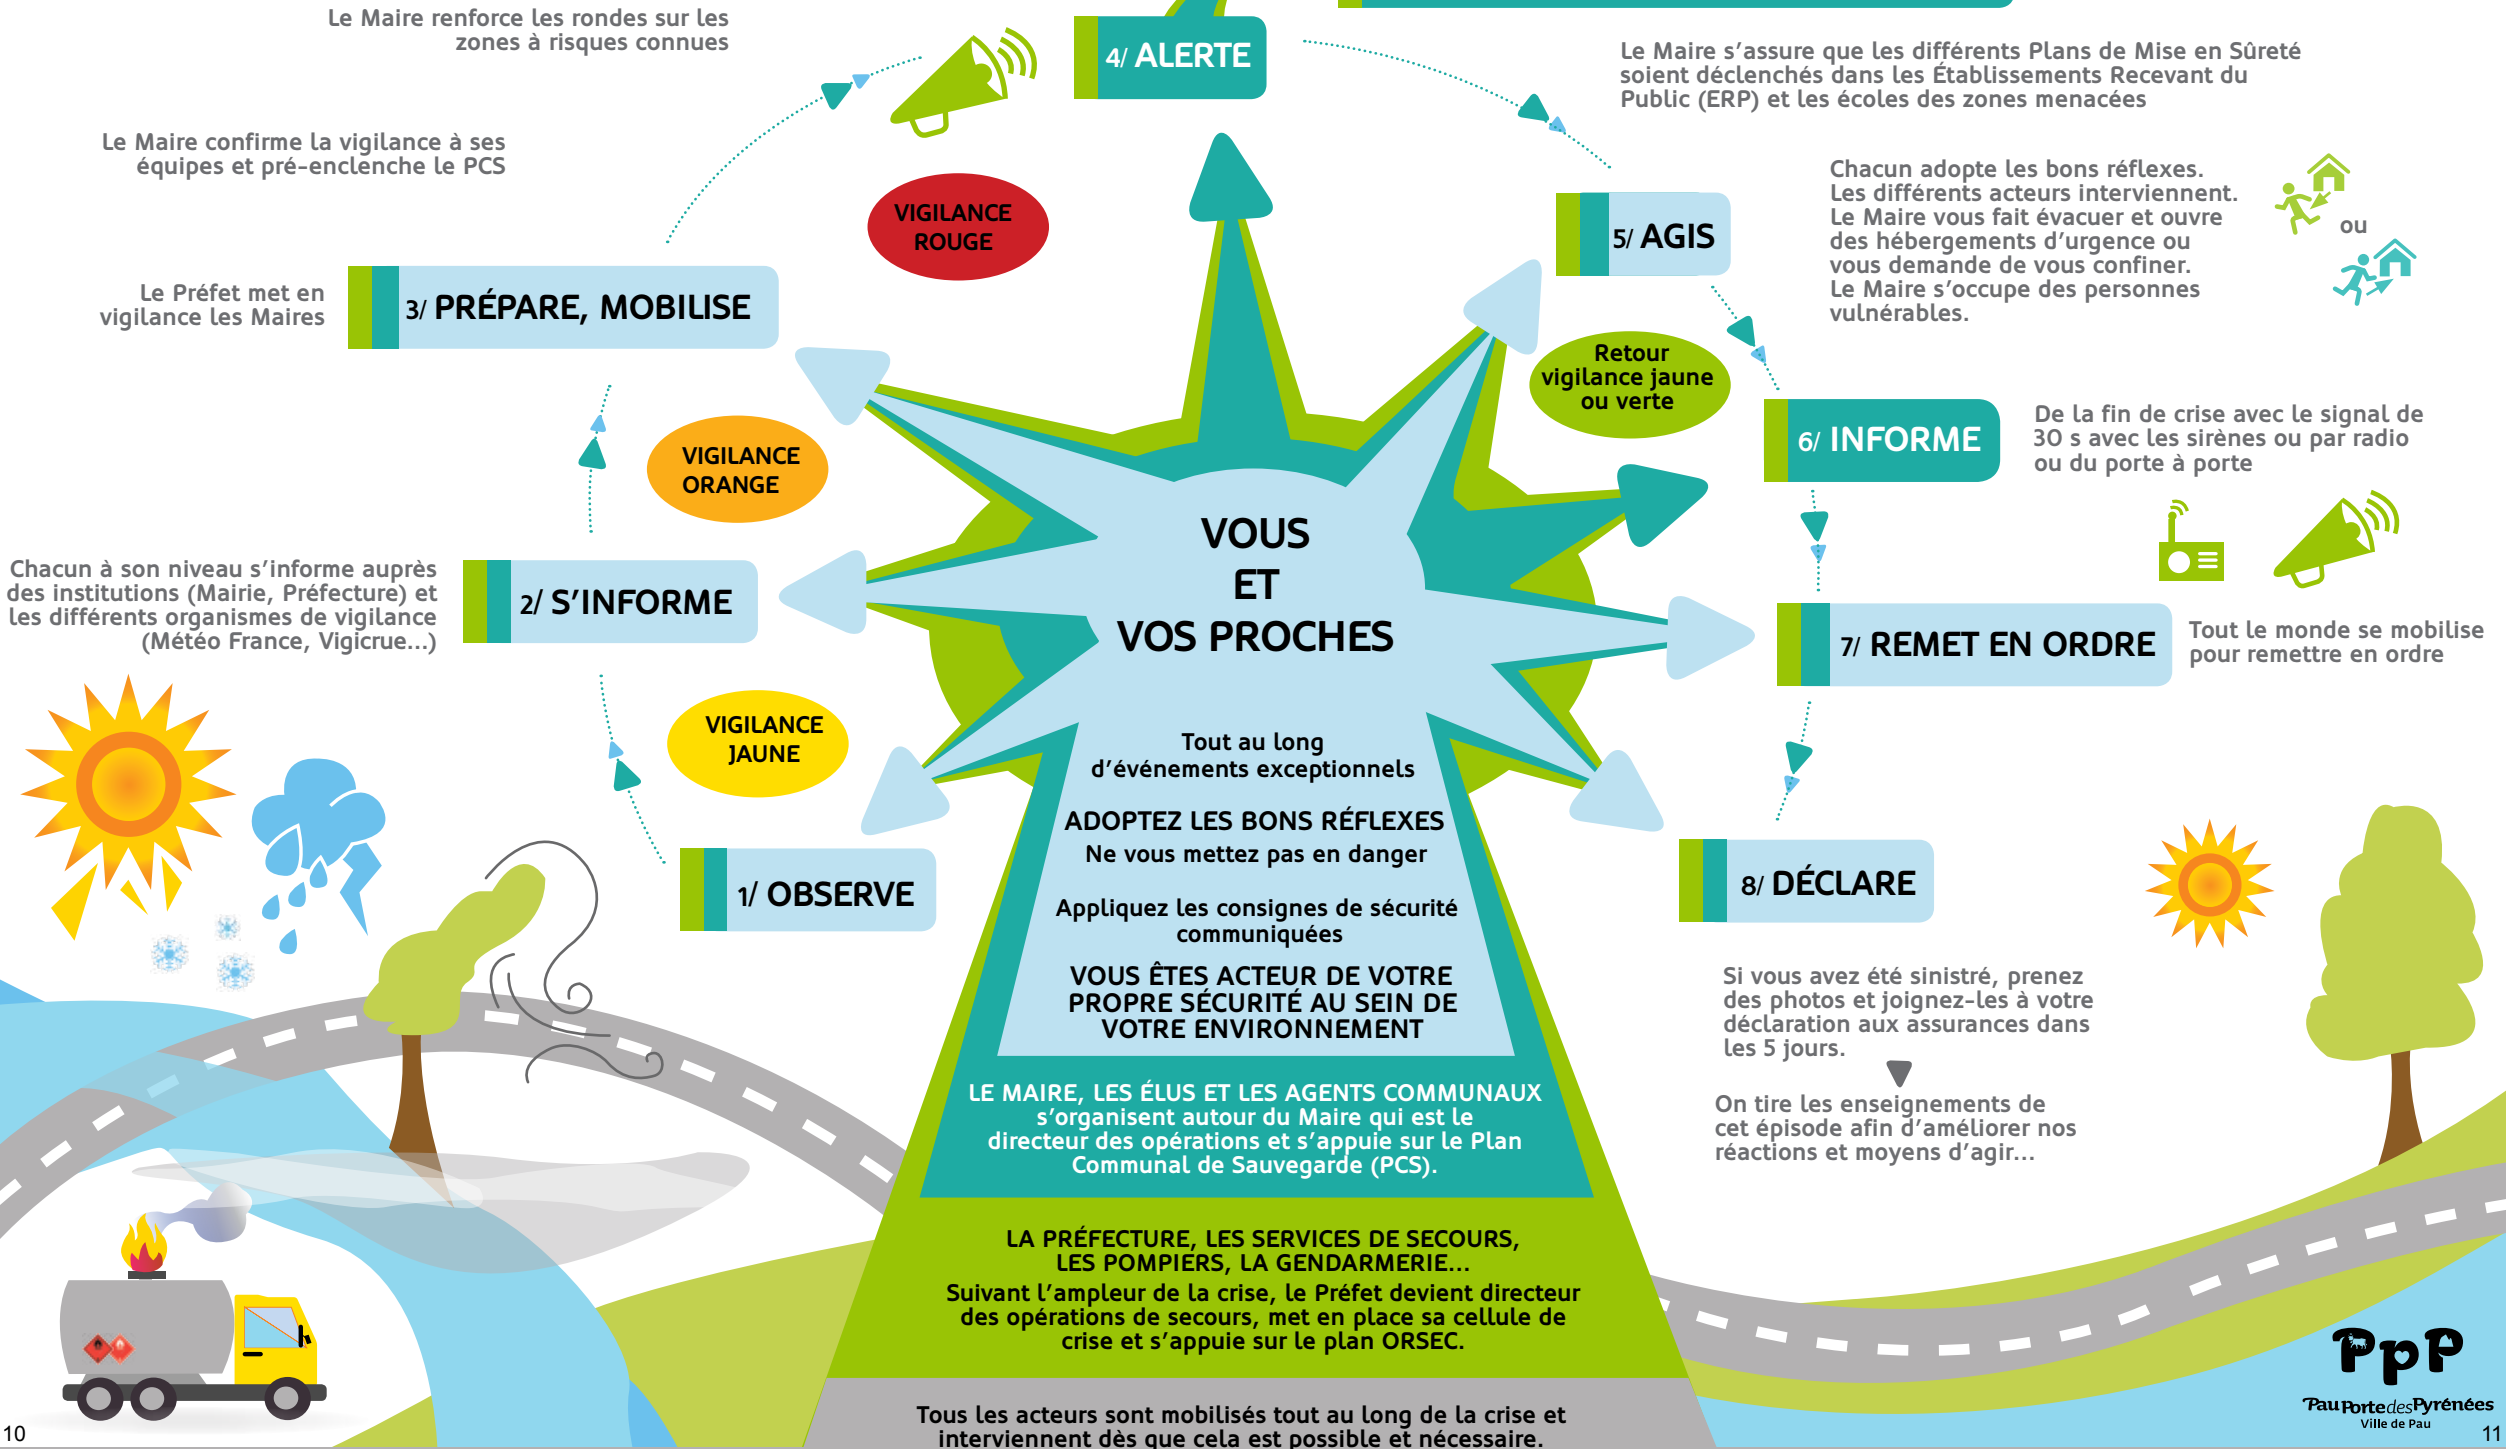 Le Maire renforce les rondes sur les
zones à risques connues
4/ ALERTE
Le Maire s’assure que les différents Plans de Mise en Sûreté
soient déclenchés dans les Établissements Recevant du
Public (ERP) et les écoles des zones menacées
Le Maire confirme la vigilance à ses
équipes et pré-enclenche le PCS
VIGILANCE
ROUGE
5/ AGIS
Chacun adopte les bons réflexes.
Les différents acteurs interviennent.
Le Maire vous fait évacuer et ouvre
des hébergements d’urgence ou
vous demande de vous confiner.
Le Maire s’occupe des personnes
vulnérables.
ou
Le Préfet met en
vigilance les Maires
3/ PRÉPARE, MOBILISE
Retour
vigilance jaune
ou verte
VIGILANCE
ORANGE
6/ INFORME
De la fin de crise avec le signal de
30 s avec les sirènes ou par radio
ou du porte à porte
Chacun à son niveau s’informe auprès
des institutions (Mairie, Préfecture) et
les différents organismes de vigilance
(Météo France, Vigicrue...)
2/ S’INFORME
VOUS
ET
VOS PROCHES
7/ REMET EN ORDRE
Tout le monde se mobilise
pour remettre en ordre
VIGILANCE
JAUNE
1/ OBSERVE
Tout au long
d’événements exceptionnels
ADOPTEZ LES BONS RÉFLEXES
Ne vous mettez pas en danger
Appliquez les consignes de sécurité
communiquées
VOUS ÊTES ACTEUR DE VOTRE
PROPRE SÉCURITÉ AU SEIN DE
VOTRE ENVIRONNEMENT
8/ DÉCLARE
Si vous avez été sinistré, prenez
des photos et joignez-les à votre
déclaration aux assurances dans
les 5 jours.
On tire les enseignements de
cet épisode afin d’améliorer nos
réactions et moyens d’agir...
LE MAIRE, LES ÉLUS ET LES AGENTS COMMUNAUX
s’organisent autour du Maire qui est le
directeur des opérations et s’appuie sur le Plan
Communal de Sauvegarde (PCS).
LA PRÉFECTURE, LES SERVICES DE SECOURS,
LES POMPIERS, LA GENDARMERIE...
Suivant l’ampleur de la crise, le Préfet devient directeur
des opérations de secours, met en place sa cellule de
crise et s’appuie sur le plan ORSEC.
Tous les acteurs sont mobilisés tout au long de la crise et
interviennent dès que cela est possible et nécessaire.
PpP
Pau Porte des Pyrénées
Ville de Pau
10
11